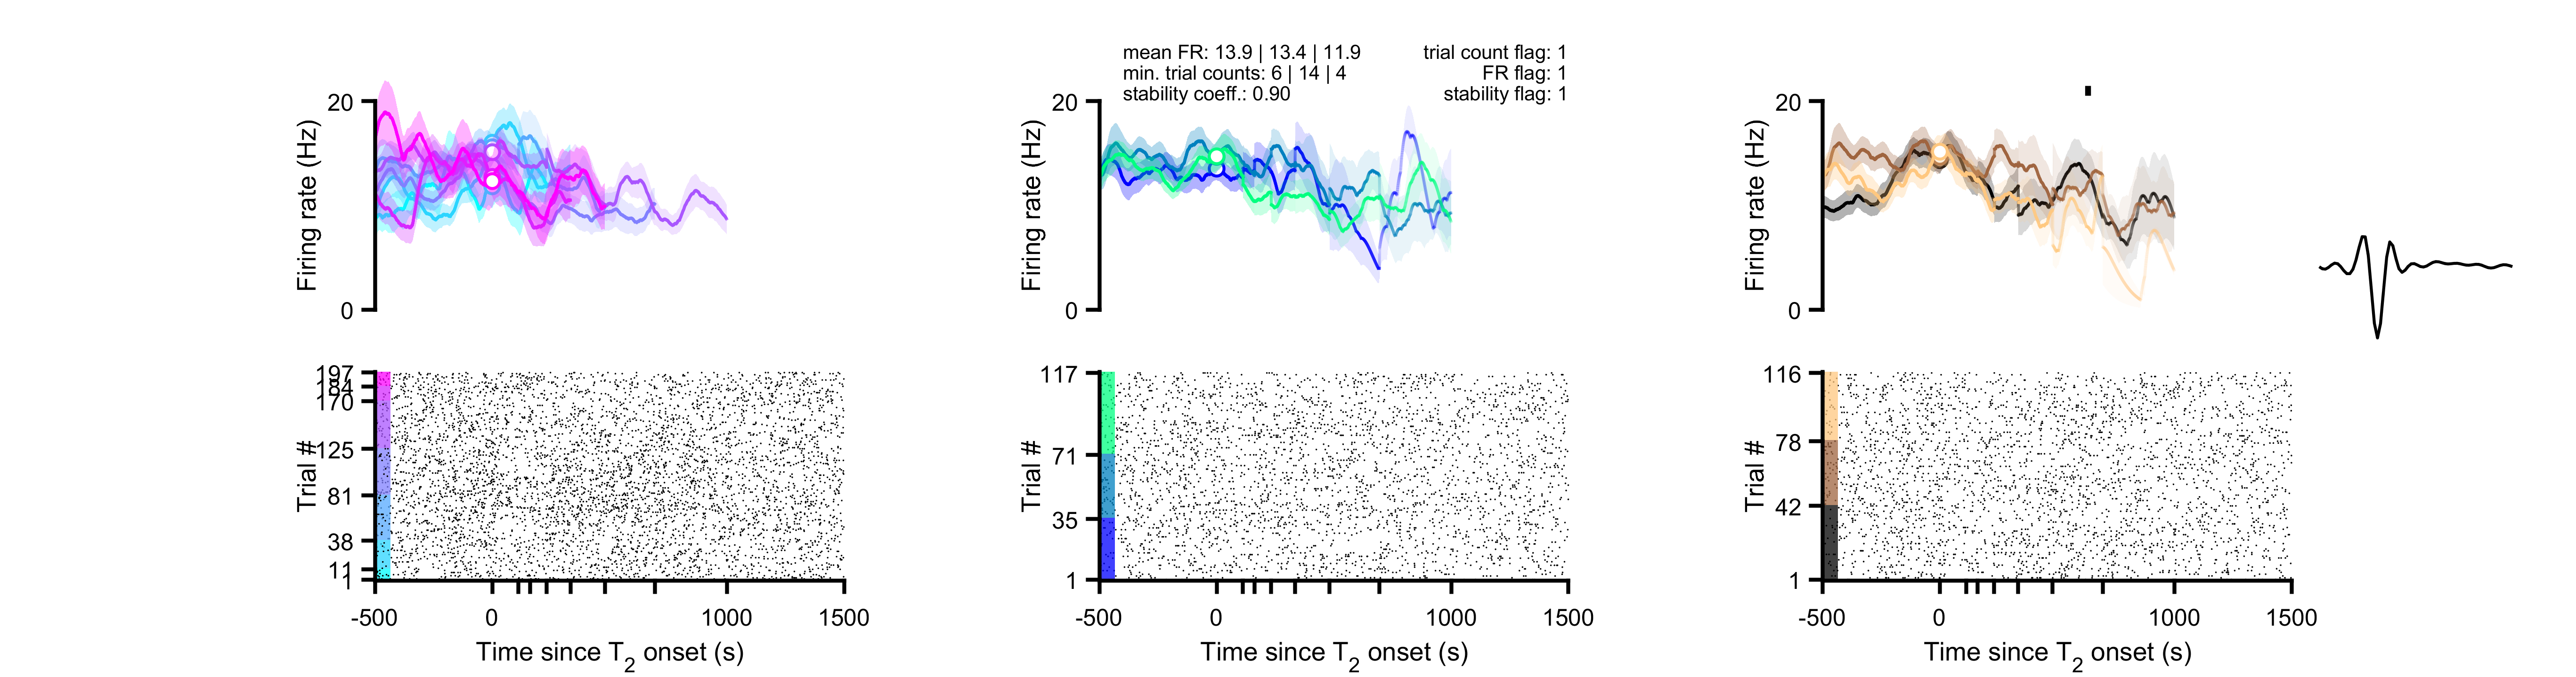 mean FR: 13.9 | 13.4 | 11.9
min. trial counts: 6 | 14 | 4
stability coeff.: 0.90
trial count flag: 1
FR flag: 1
stability flag: 1
Firing rate (Hz)
20
0
Firing rate (Hz)
20
0
Firing rate (Hz)
20
0
Trial #
197
184
170
125
81
38
11
1
-500 0 1000 1500
Time since T2 onset (s)
Trial #
117
71
35
1
-500 0 1000 1500
Time since T2 onset (s)
Trial #
116
78
42
1
-500 0 1000 1500
Time since T2 onset (s)